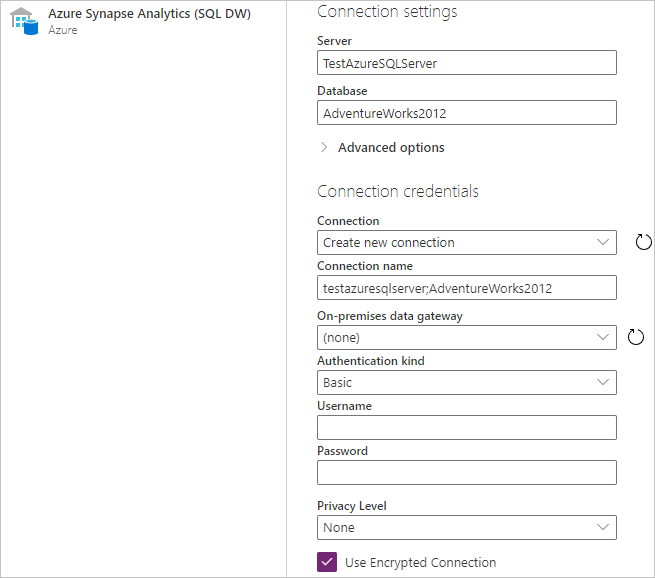 Azure Synapse Analytics (SQL DW)
Azure
Connection settings
Server
TestAzureSQLServer
Database
AdventureWorks2012
Advanced options
Connection credentials
Connection
Create new connection
Connection name
testazuresqlserver;AdventureWorks2012
On-premises data gateway
(none)
Authentication kind
Basic
Username
Password
Privacy Level
None
Use Encrypted Connection